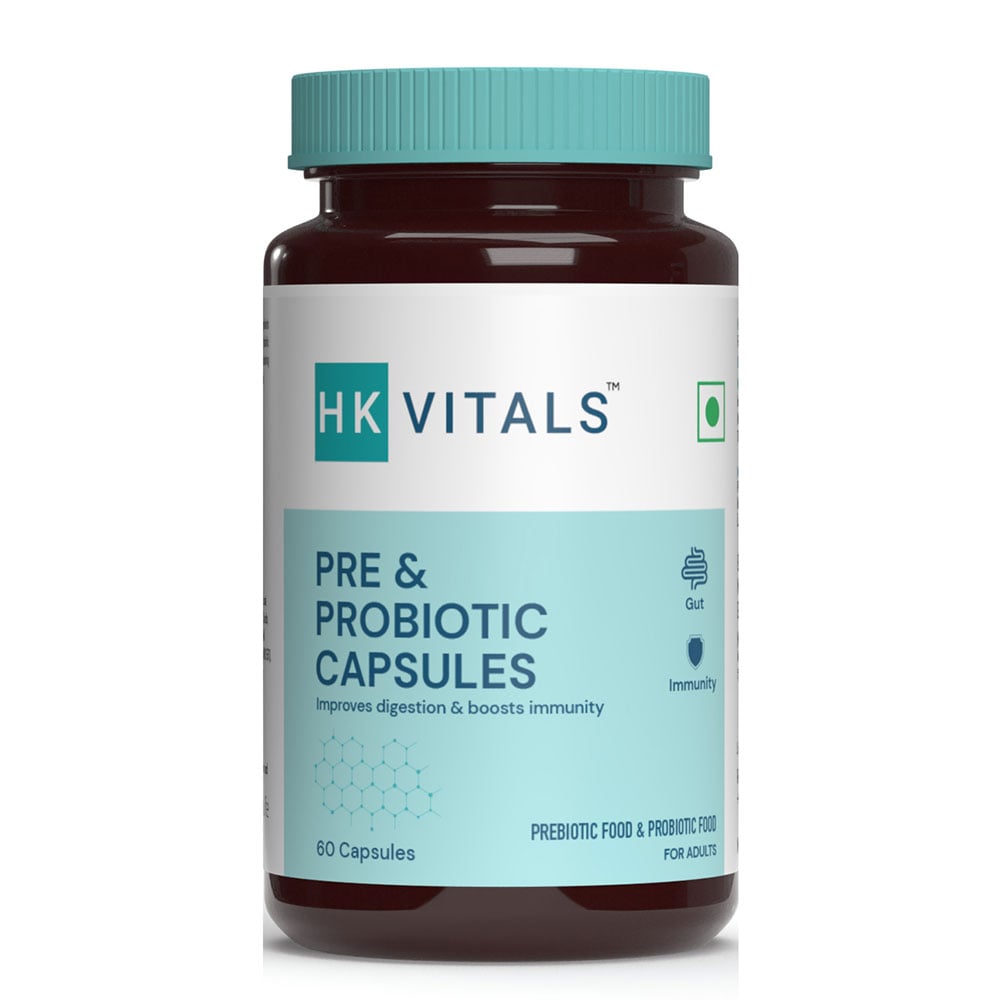 HK VITALS™
PRE &
PROBIOTIC
CAPSULES
Improves digestion & boosts immunity
Gut
Immunity
60 Capsules
PREBIOTIC FOOD & PROBIOTIC FOOD
FOR ADULTS